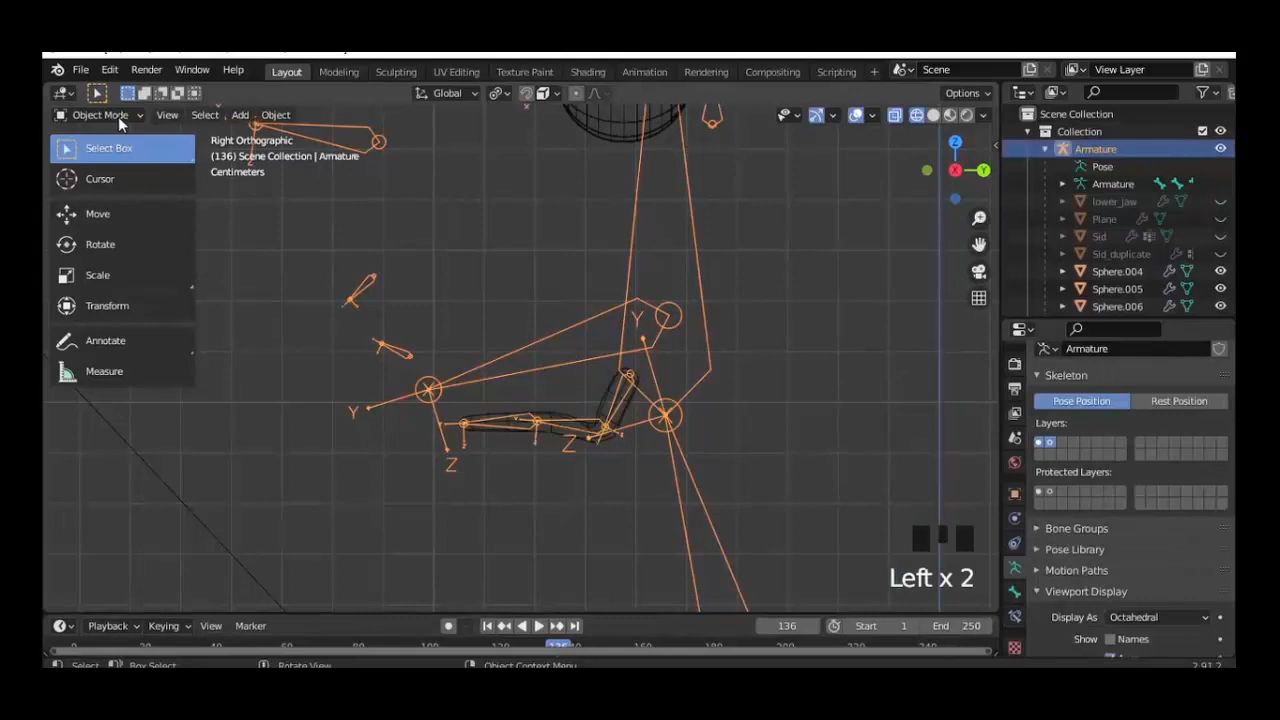 File Edit Render Window Help Layout Modeling Sculpting UV Editing Texture Paint Shading Animation Rendering Compositing Scripting + Scene View Layer
Global Options
Object Mode View Select Add Object
Scene Collection
Collection
Select Box
Right Orthographic
(136) Scene Collection | Armature
Centimeters
Armature
Pose
Cursor
Z
Y
X
Armature
lower_jaw
Move
Plane
Rotate
Sid
Sid_duplicate
Scale
Sphere.004
Transform
Sphere.005
Sphere.006
Annotate
Y
Armature
Measure
Skeleton
Pose Position Rest Position
Y
Layers:
Z
Z
Protected Layers:
Bone Groups
Pose Library
Motion Paths
Left x 2
Viewport Display
Display As Octahedral
Playback Keying View Marker 136 Start 1 End 250
Show Names
Select Box Select Rotate View Object Context Menu 2.91.2